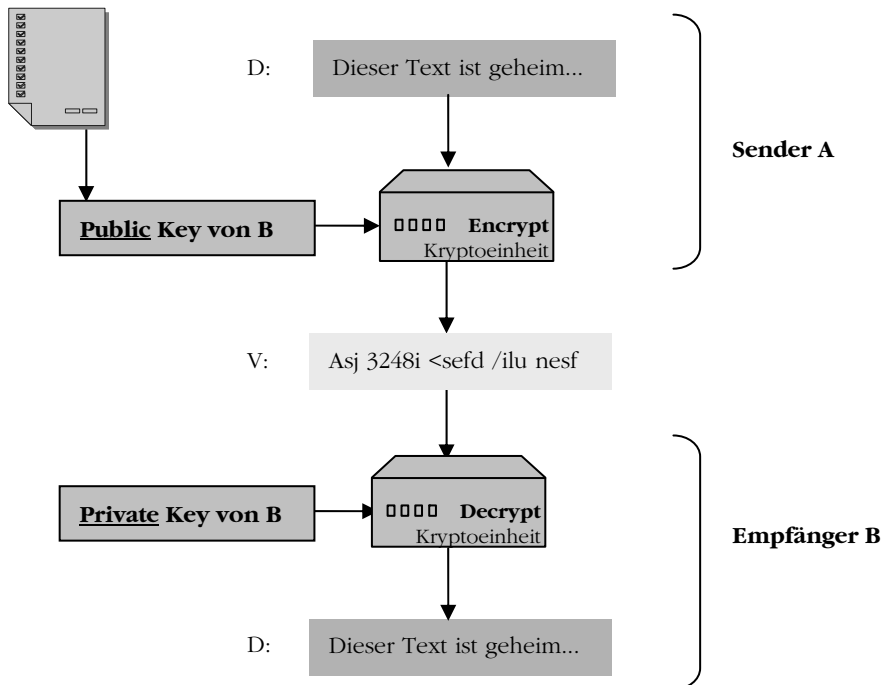 D: Dieser Text ist geheim...
Sender A
Public Key von B
Encrypt
Kryptoeinheit
V: Asj 3248i <sefd /ilu nesf
Private Key von B
Decrypt
Kryptoeinheit
Empfänger B
D: Dieser Text ist geheim...